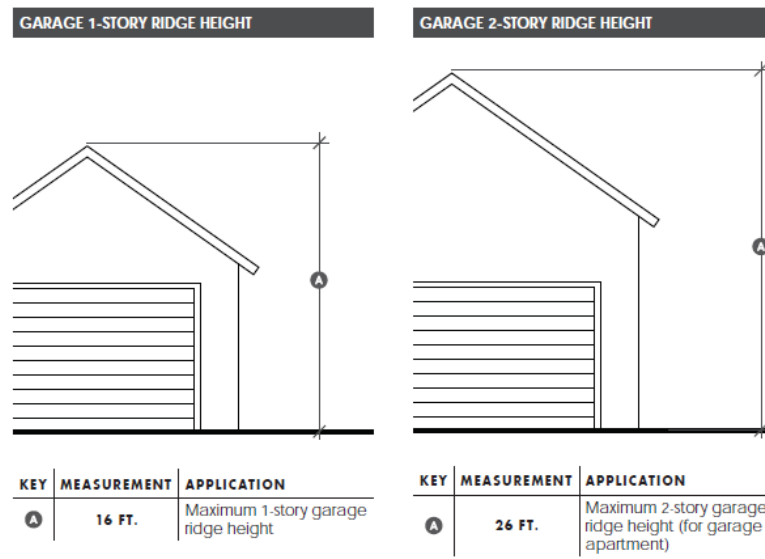 GARAGE 1-STORY RIDGE HEIGHT
A
KEY MEASUREMENT APPLICATION
A 16 FT. Maximum 1-story garage
ridge height
GARAGE 2-STORY RIDGE HEIGHT
A
KEY MEASUREMENT APPLICATION
A 26 FT. Maximum 2-story garage
ridge height (for garage
apartment)